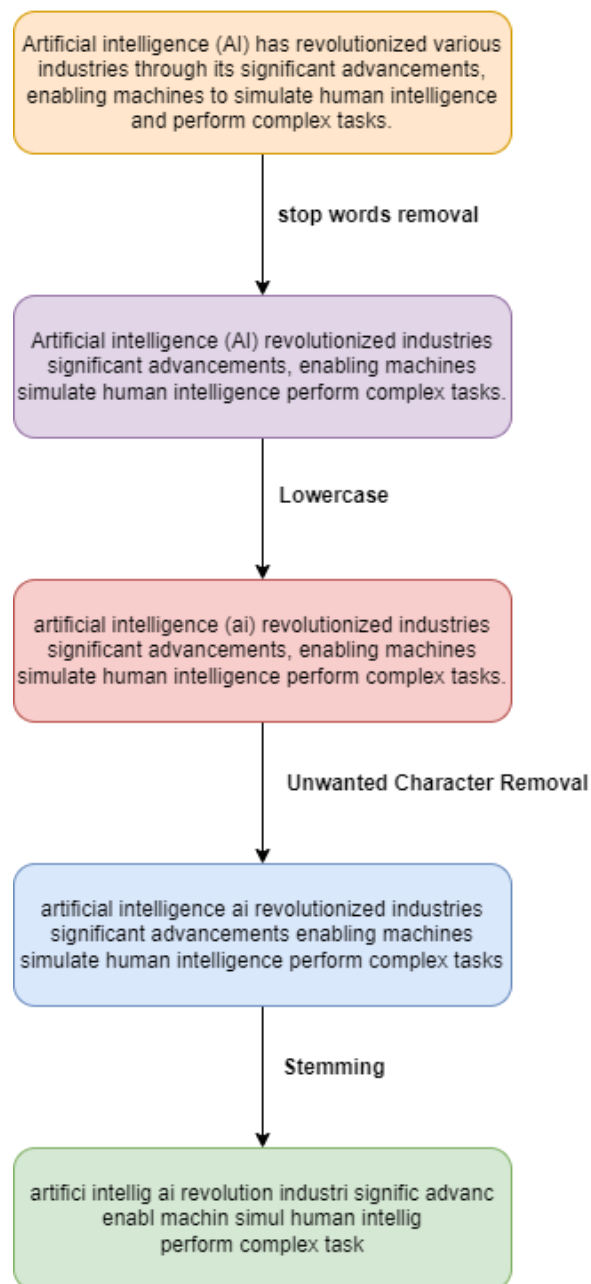 Artificial intelligence (AI) has revolutionized various
industries through its significant advancements,
enabling machines to simulate human intelligence
and perform complex tasks.
stop words removal
Artificial intelligence (AI) revolutionized industries
significant advancements, enabling machines
simulate human intelligence perform complex tasks.
Lowercase
artificial intelligence (ai) revolutionized industries
significant advancements, enabling machines
simulate human intelligence perform complex tasks.
Unwanted Character Removal
artificial intelligence ai revolutionized industries
significant advancements enabling machines
simulate human intelligence perform complex tasks
Stemming
artifici intellig ai revolution industri signific advanc
enabl machin simul human intellig
perform complex task